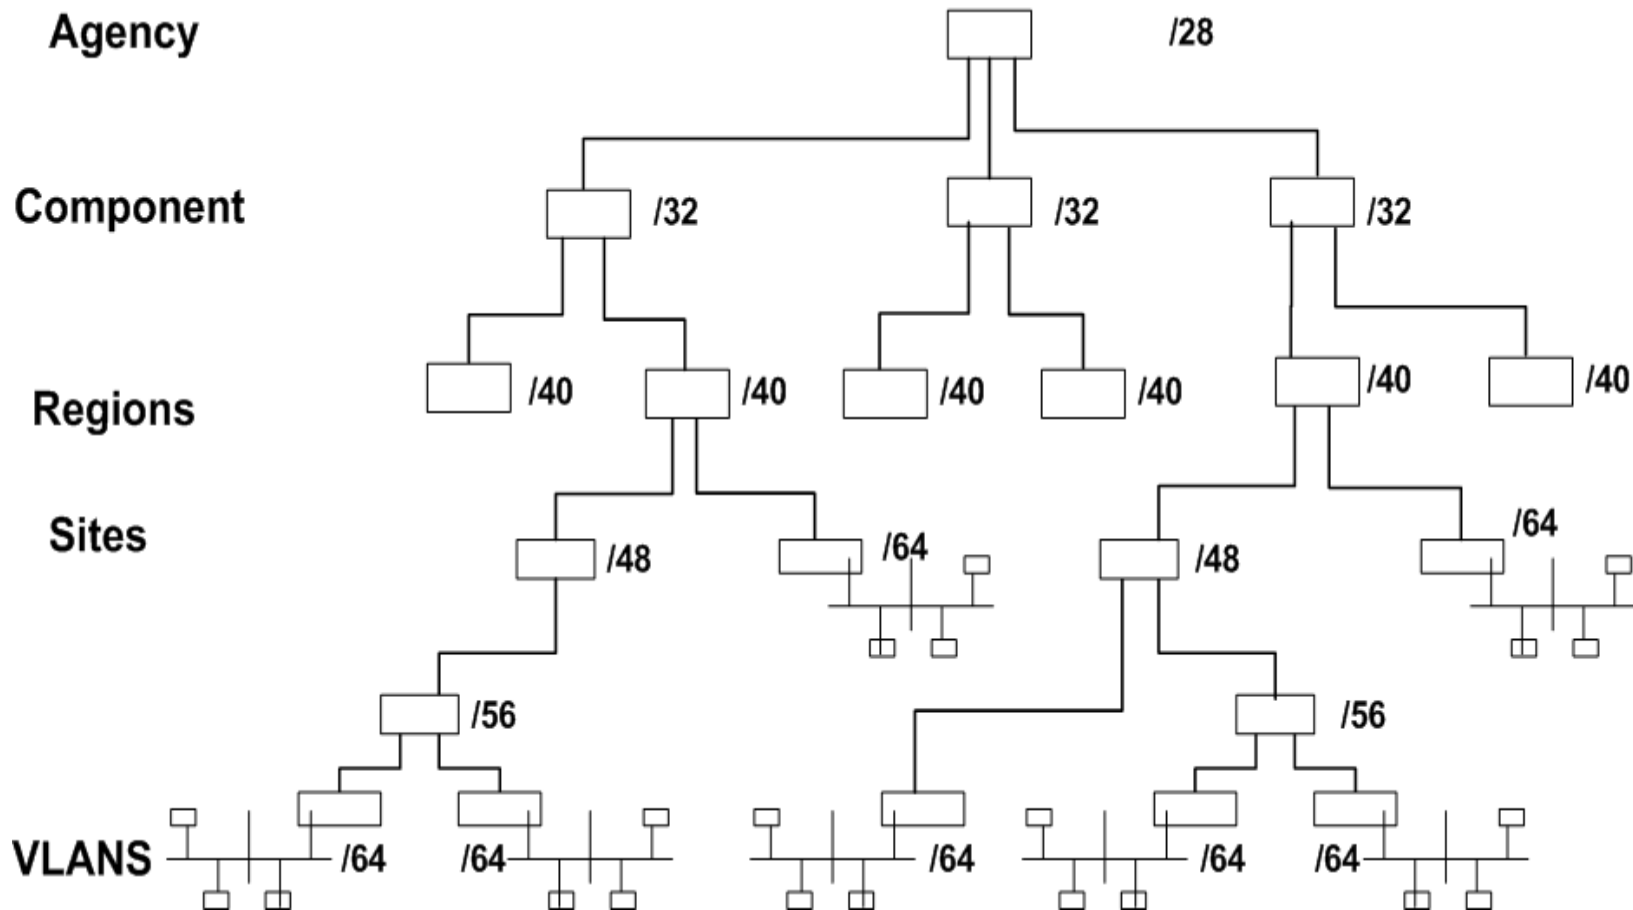 Agency /28
Component /32 /32 /32
Regions /40 /40 /40 /40 /40 /40
Sites /48 /64 /48 /64
/56 /56
VLANS /64 /64 /64 /64 /64